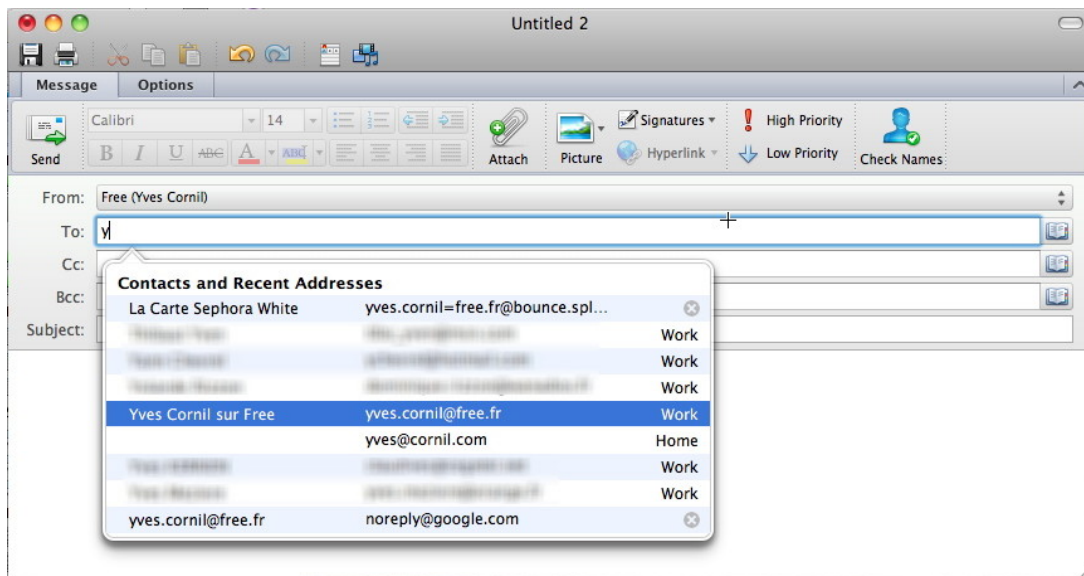 Untitled 2
Message Options
Calibri 14 Signatures High Priority
Send B I U ABC A ABC Attach Picture Hyperlink Low Priority Check Names
From: Free (Yves Cornil)
To: y
Cc:
Contacts and Recent Addresses
Bcc:
La Carte Sephora White yves.cornil=free.fr@bounce.spl...
Subject:
Work
Work
Work
Yves Cornil sur Free yves.cornil@free.fr Work
yves@cornil.com Home
Work
Work
yves.cornil@free.fr noreply@google.com